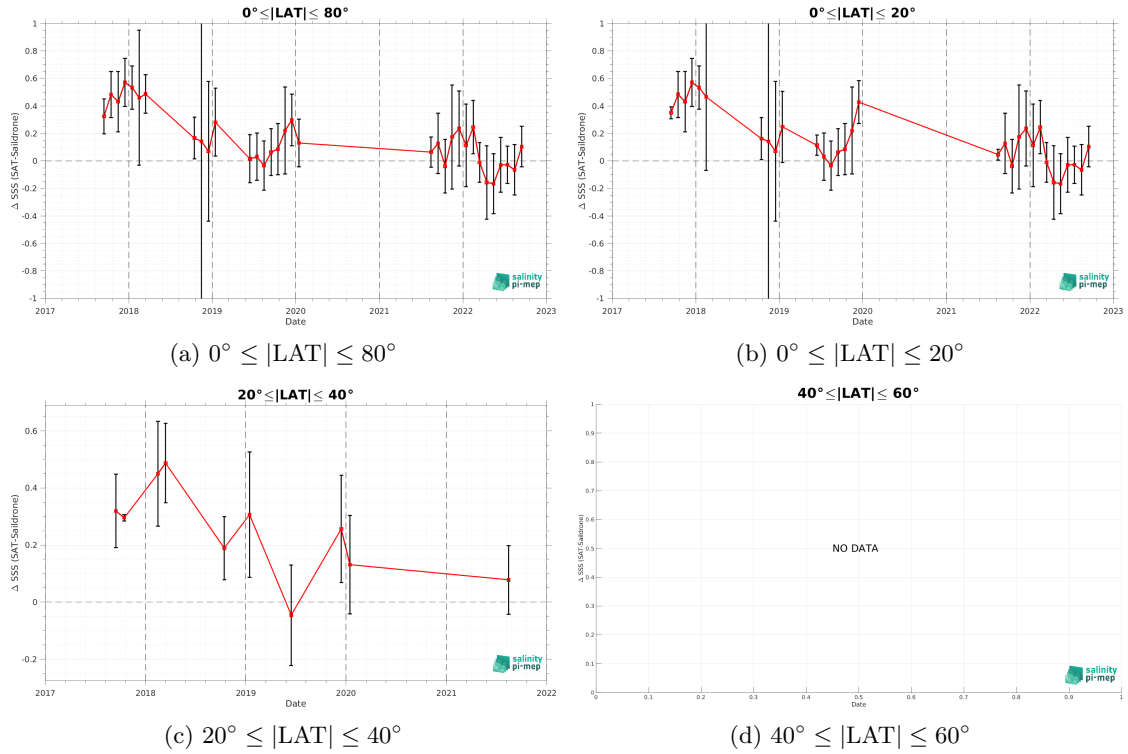 0°≤|LAT|≤ 80°
1
0.8
0.6
0.4
0.2
0
-0.2
-0.4
-0.6
-0.8
-1
Δ SSS (SAT-Saildrone)
2017
2018
2019
2020
2021
2022
2023
Date
salinity
pi-mep
(a) 0° ≤ |LAT| ≤ 80°
0°≤|LAT|≤ 20°
1
0.8
0.6
0.4
0.2
0
-0.2
-0.4
-0.6
-0.8
-1
Δ SSS (SAT-Saildrone)
2017
2018
2019
2020
2021
2022
2023
Date
salinity
pi-mep
(b) 0° ≤ |LAT| ≤ 20°
20°≤|LAT|≤ 40°
0.6
0.4
0.2
0
-0.2
Δ SSS (SAT-Saildrone)
2017
2018
2019
2020
2021
2022
Date
salinity
pi-mep
(c) 20° ≤ |LAT| ≤ 40°
40°≤|LAT|≤ 60°
1
0.9
0.8
0.7
0.6
0.5
0.4
0.3
0.2
0.1
0
Δ SSS (SAT-Saildrone)
NO DATA
0
0.1
0.2
0.3
0.4
0.5
0.6
0.7
0.8
0.9
1
Date
salinity
pi-mep
(d) 40° ≤ |LAT| ≤ 60°